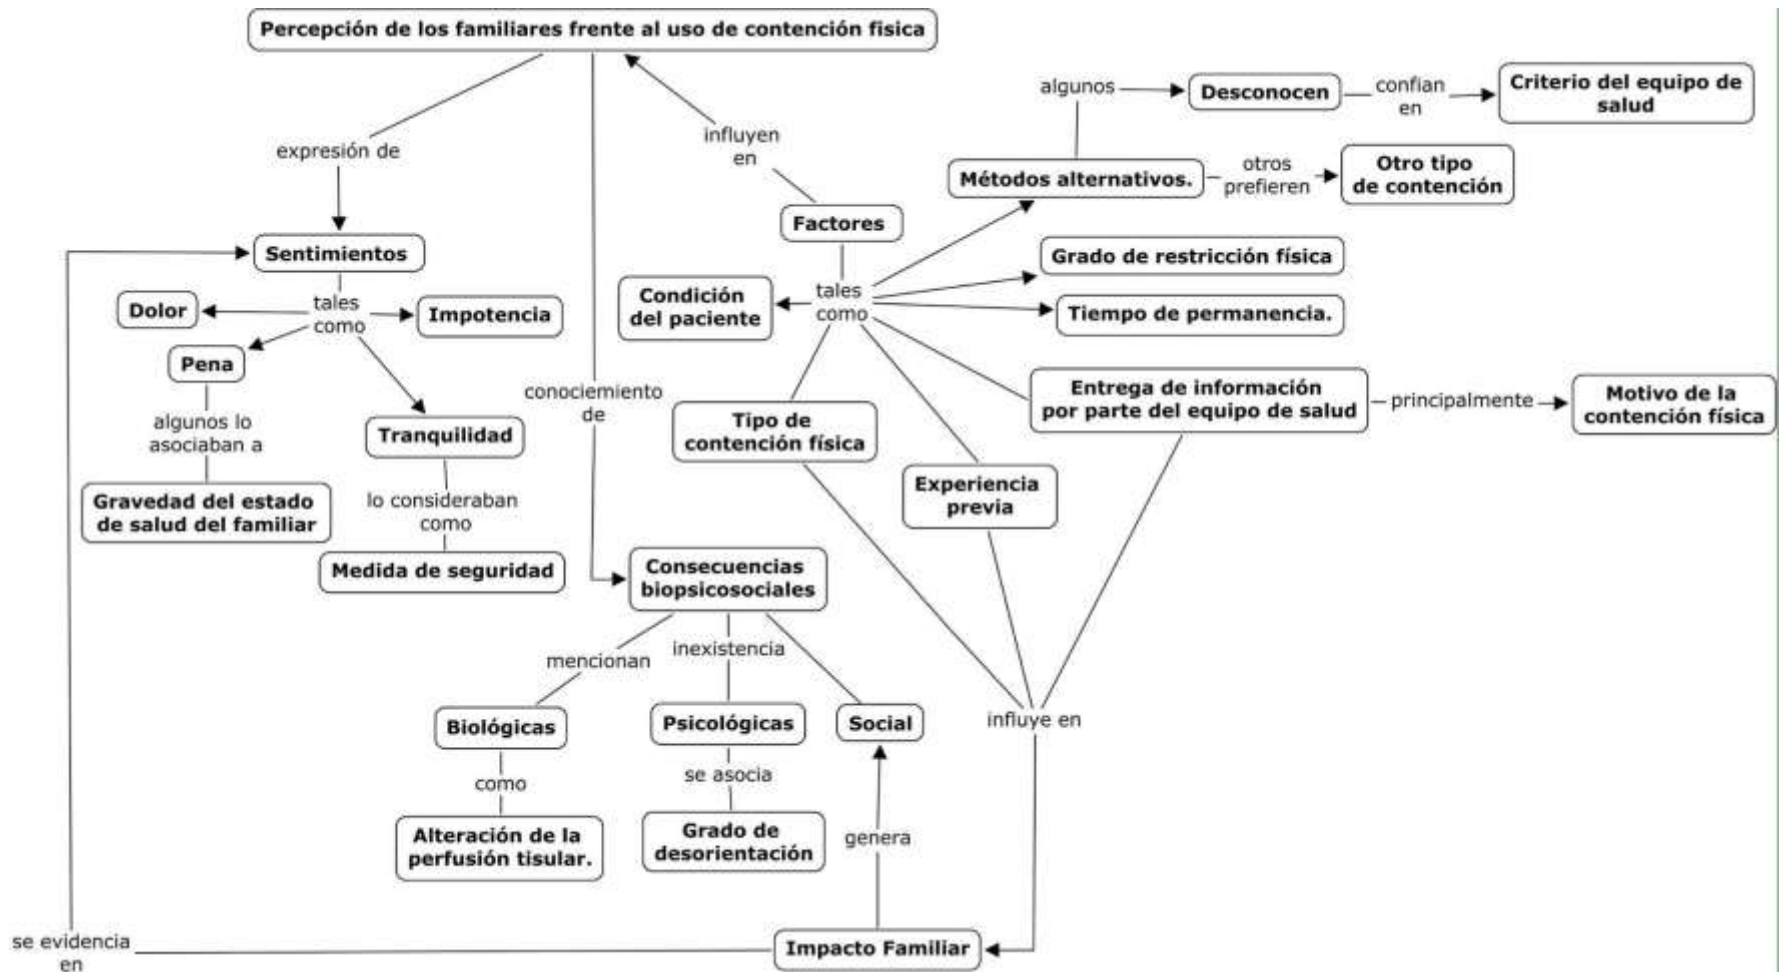 Percepción de los familiares frente al uso de contención fisica
expresión de
Sentimientos
tales
como
Dolor
Impotencia
Pena
algunos lo
asociaban a
Gravedad del estado
de salud del familiar
Tranquilidad
lo consideraban
como
Medida de seguridad
conociemiento
de
Consecuencias
biopsicosociales
mencionan
inexistencia
Biológicas
Psicológicas
Social
como
se asocia
Alteración de la
perfusión tisular.
Grado de
desorientación
genera
Impacto Familiar
se evidencia
en
influyen
en
Factores
tales
como
Condición
del paciente
Métodos alternativos.
algunos
Desconocen
confian
en
Criterio del equipo de
salud
otros
prefieren
Otro tipo
de contención
Grado de restricción física
Tiempo de permanencia.
Entrega de información
por parte del equipo de salud
principalmente
Motivo de la
contención física
Tipo de
contención física
Experiencia
previa
influye en